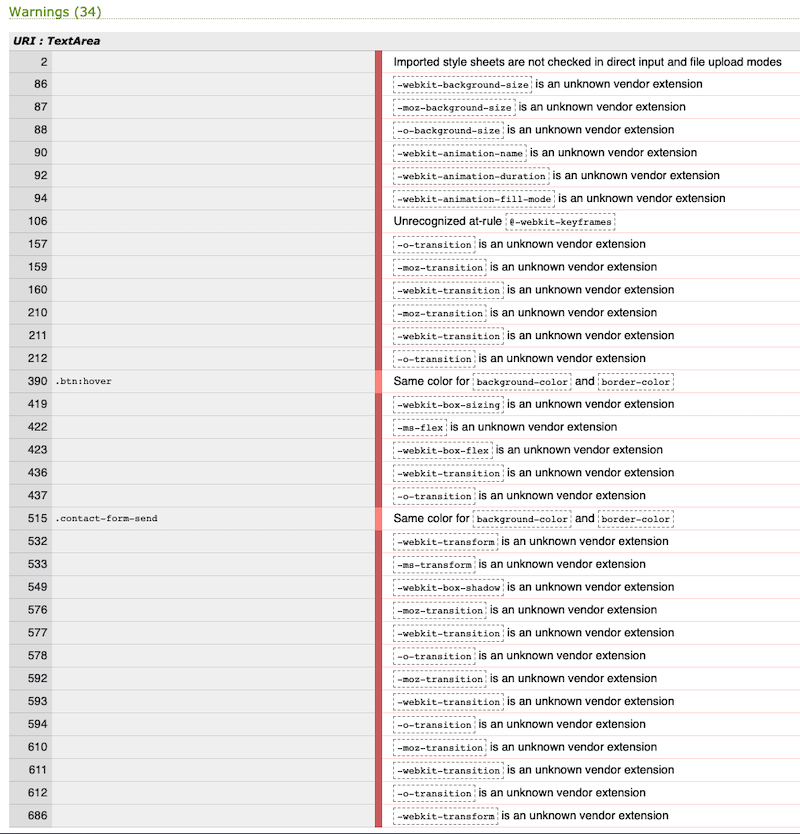 Warnings (34)
URI : TextArea
2 Imported style sheets are not checked in direct input and file upload modes
86 -webkit-background-size is an unknown vendor extension
87 -moz-background-size is an unknown vendor extension
88 -o-background-size is an unknown vendor extension
90 -webkit-animation-name is an unknown vendor extension
92 -webkit-animation-duration is an unknown vendor extension
94 -webkit-animation-fill-mode is an unknown vendor extension
106 Unrecognized at-rule @-webkit-keyframes
157 -o-transition is an unknown vendor extension
159 -moz-transition is an unknown vendor extension
160 -webkit-transition is an unknown vendor extension
210 -moz-transition is an unknown vendor extension
211 -webkit-transition is an unknown vendor extension
212 -o-transition is an unknown vendor extension
390 .btn:hover Same color for background-color and border-color
419 -webkit-box-sizing is an unknown vendor extension
422 -ms-flex is an unknown vendor extension
423 -webkit-box-flex is an unknown vendor extension
436 -webkit-transition is an unknown vendor extension
437 -o-transition is an unknown vendor extension
515 .contact-form-send Same color for background-color and border-color
532 -webkit-transform is an unknown vendor extension
533 -ms-transform is an unknown vendor extension
549 -webkit-box-shadow is an unknown vendor extension
576 -moz-transition is an unknown vendor extension
577 -webkit-transition is an unknown vendor extension
578 -o-transition is an unknown vendor extension
592 -moz-transition is an unknown vendor extension
593 -webkit-transition is an unknown vendor extension
594 -o-transition is an unknown vendor extension
610 -moz-transition is an unknown vendor extension
611 -webkit-transition is an unknown vendor extension
612 -o-transition is an unknown vendor extension
686 -webkit-transform is an unknown vendor extension